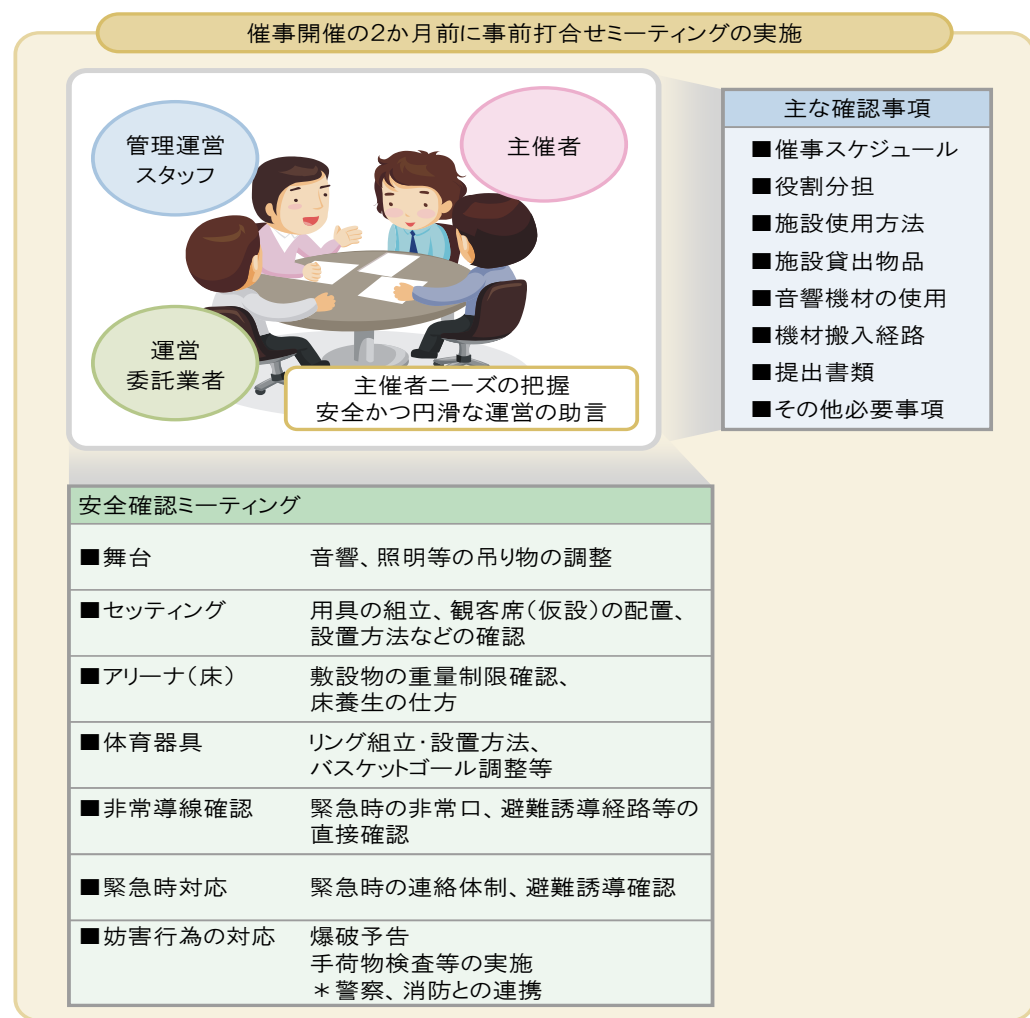 催事開催の2か月前に事前打合せミーティングの実施
管理運営
スタッフ
主催者
運営
委託業者
主催者ニーズの把握
安全かつ円滑な運営の助言
主な確認事項
■催事スケジュール
■役割分担
■施設使用方法
■施設貸出物品
■音響機材の使用
■機材搬入経路
■提出書類
■その他必要事項
安全確認ミーティング
■舞台 音響、照明等の吊り物の調整
■セッティング 用具の組立、観客席（仮設）の配置、
設置方法などの確認
■アリーナ（床） 敷設物の重量制限確認、
床養生の仕方
■体育器具 リング組立・設置方法、
バスケットゴール調整等
■非常導線確認 緊急時の非常口、避難誘導経路等の
直接確認
■緊急時対応 緊急時の連絡体制、避難誘導確認
■妨害行為の対応 爆破予告
手荷物検査等の実施
＊警察、消防との連携